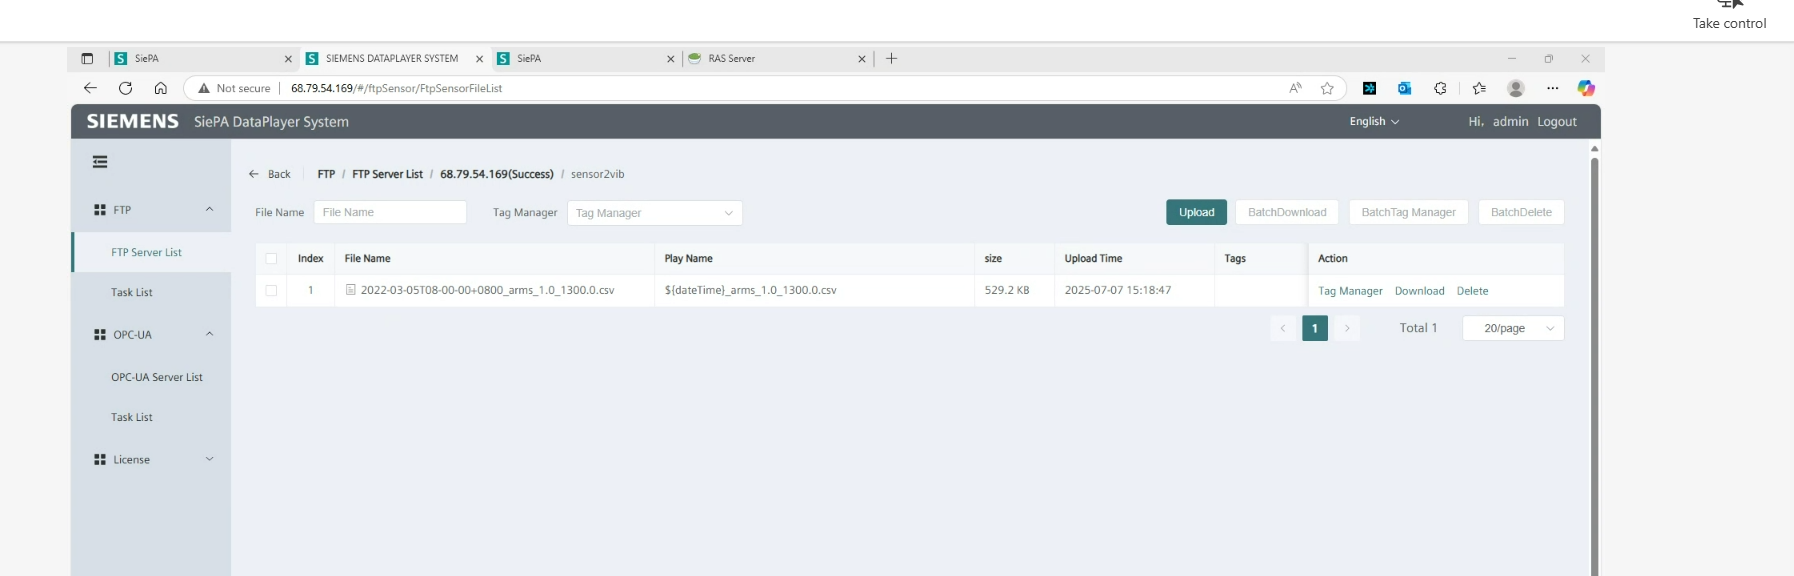 Take control
SiePA
SIEMENS DATAPLAYER SYSTEM
SiePA
RAS Server
Not secure
68.79.54.169/#/ftpSensor/FtpSensorFileList
SIEMENS SiePA DataPlayer System
English
Hi, admin Logout
Back FTP / FTP Server List / 68.79.54.169(Success) / sensor2vib
FTP
FTP Server List
Task List
OPC-UA
OPC-UA Server List
Task List
License
File Name File Name Tag Manager Tag Manager Upload BatchDownload BatchTag Manager BatchDelete
Index File Name Play Name size Upload Time Tags Action
1 2022-03-05T08-00-00+0800_arms_1.0_1300.0.csv ${dateTime}_arms_1.0_1300.0.csv 529.2 KB 2025-07-07 15:18:47 Tag Manager Download Delete
< 1 > Total 1 20/page